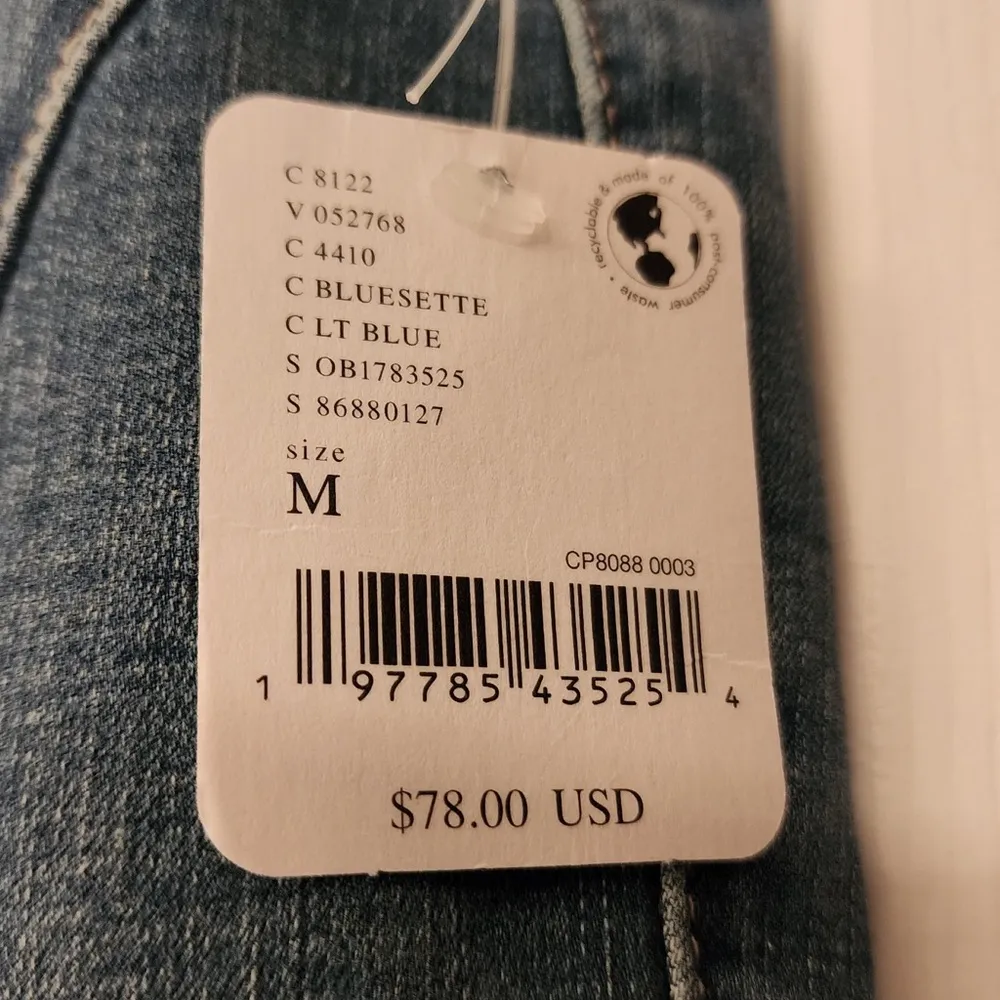 C 8122
V 052768
C 4410
C BLUESETTE
C LT BLUE
S OB1783525
S 86880127
size
M
recyclable & made of 100% post-consumer waste •
CP8088 0003
1 97785 43525 4
$78.00 USD